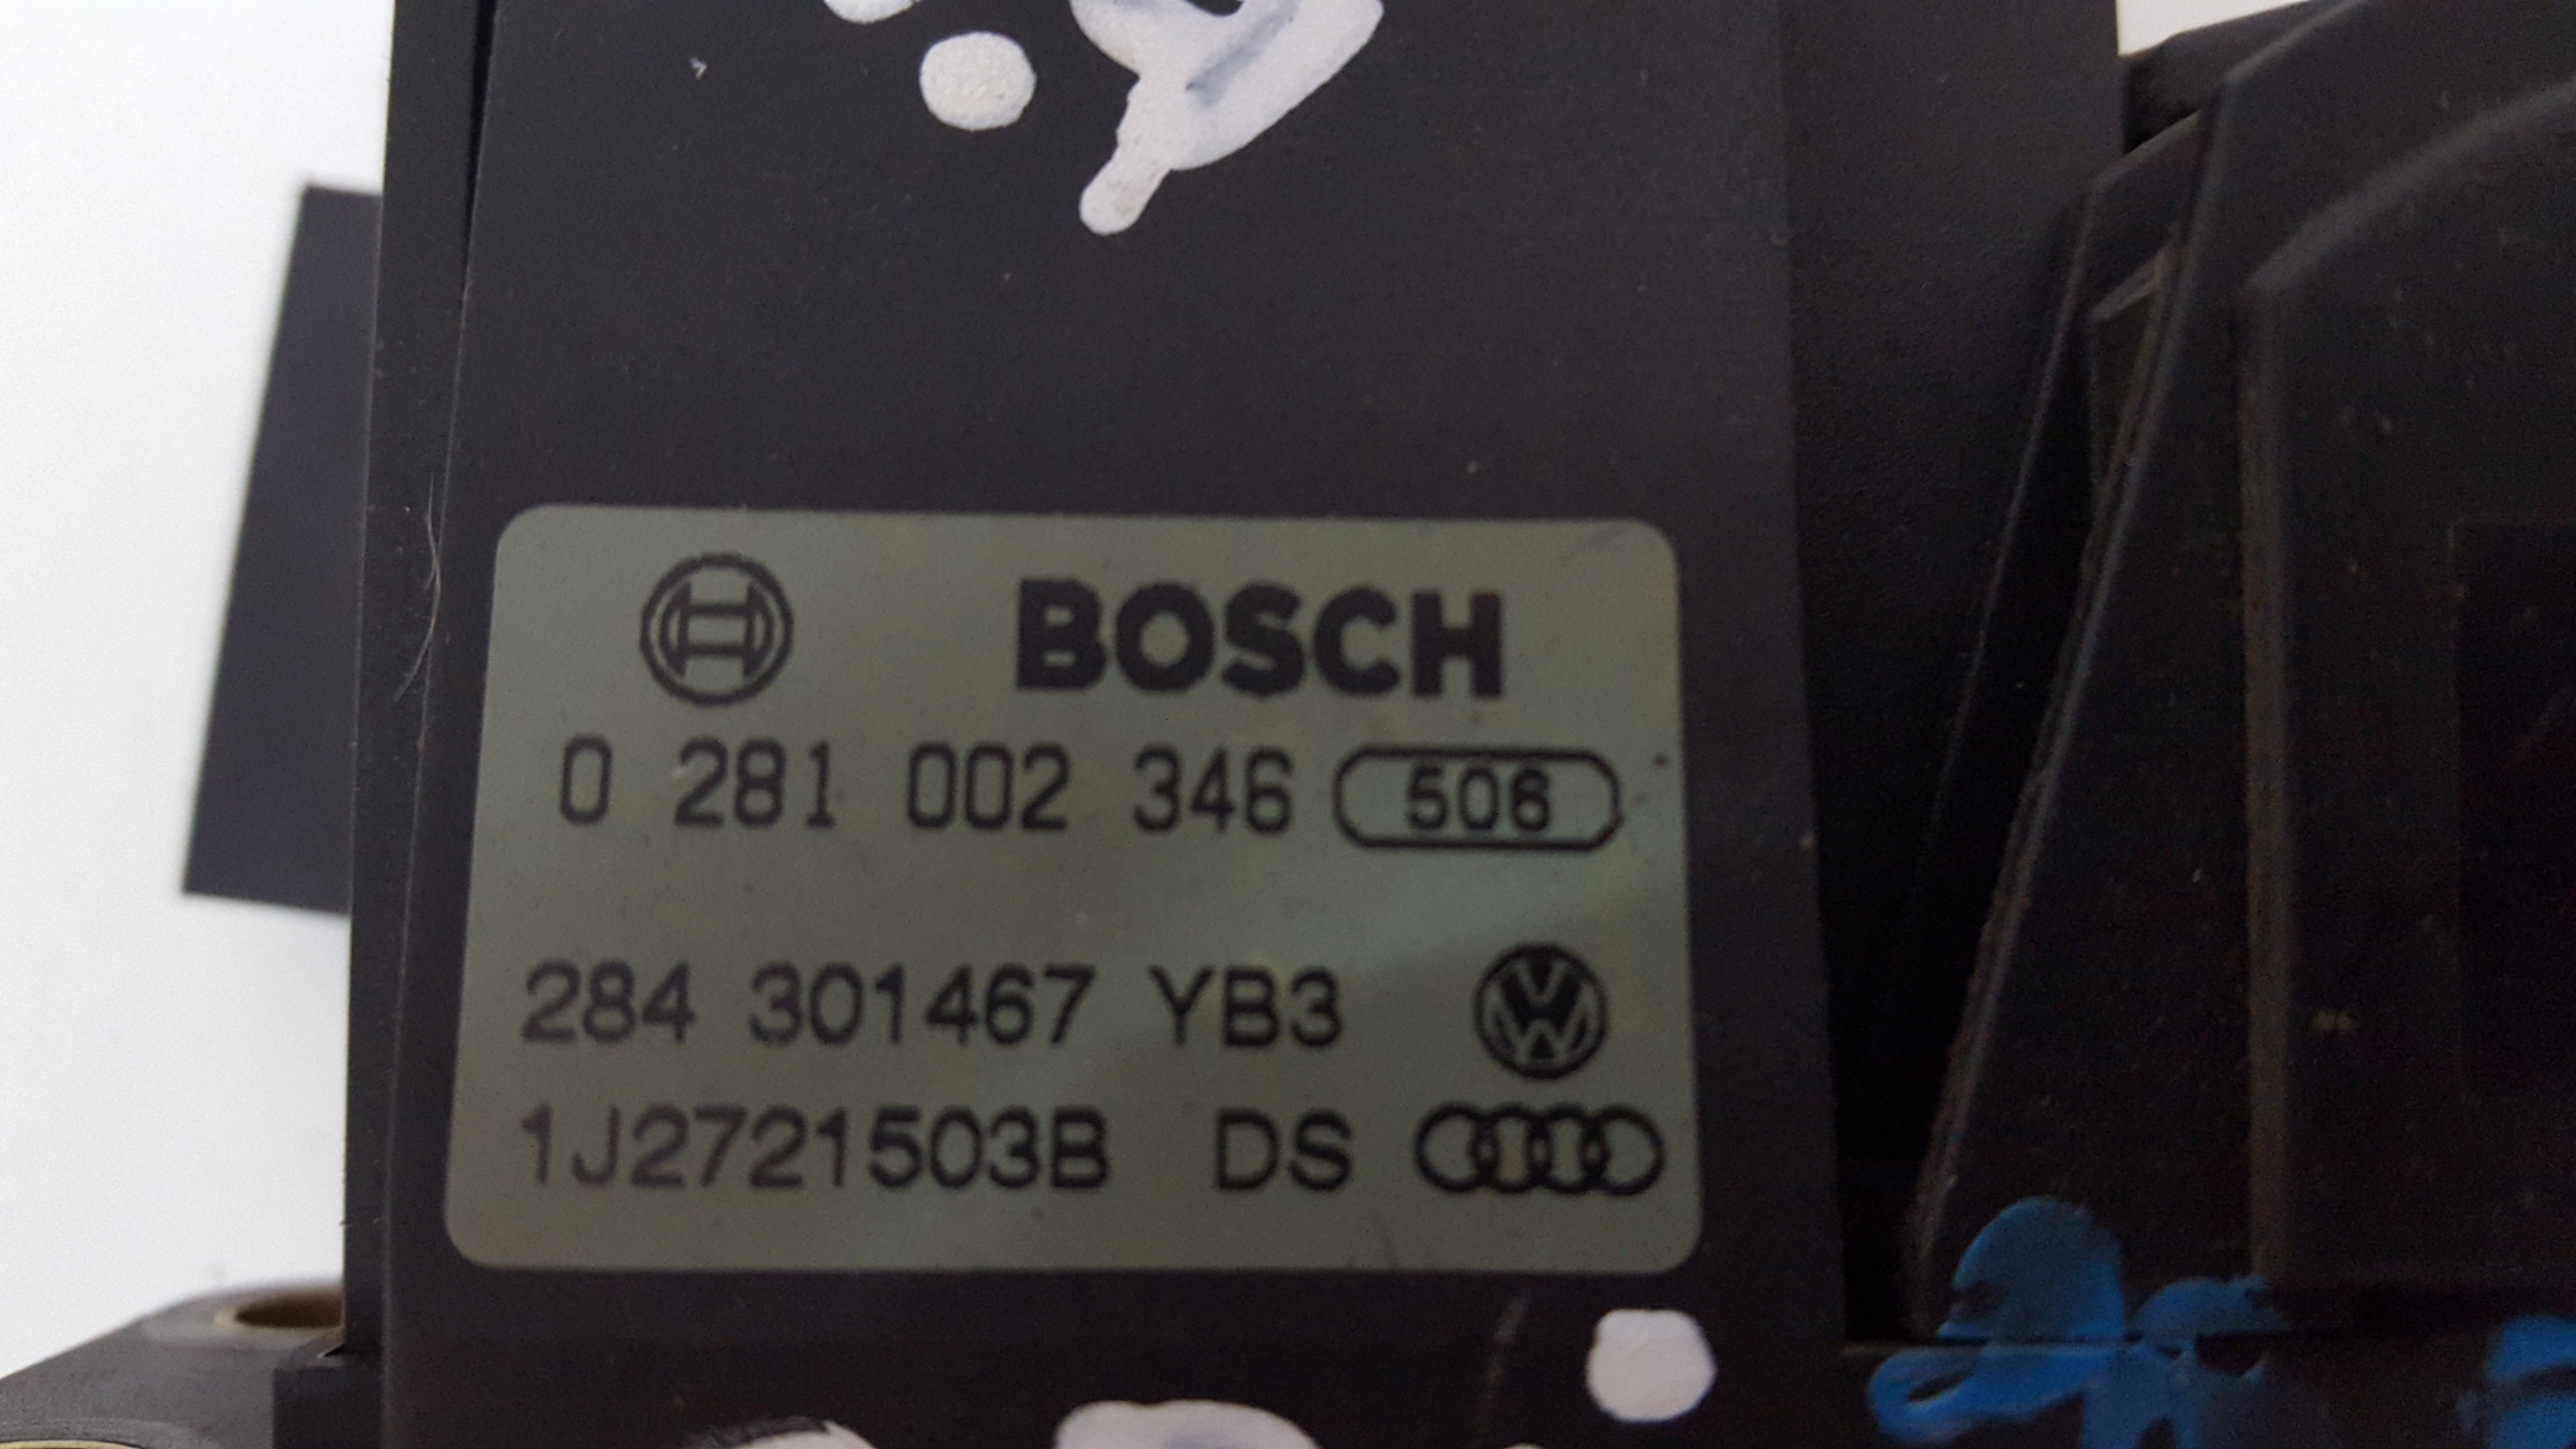 BOSCH
0 281 002 346 506
284 301467 YB3
1J2721503B DS